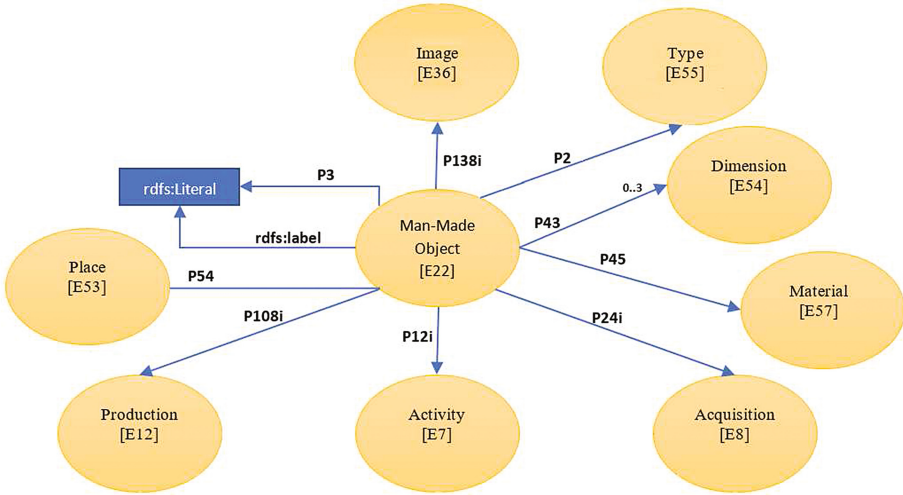 Image
[E36]
Type
[E55]
P138i
P2
Dimension
[E54]
rdfs:Literal
P3
0..3
Man-Made
Object
[E22]
P43
rdfs:label
P45
Place
[E53]
P54
Material
[E57]
P108i
P12i
P24i
Production
[E12]
Activity
[E7]
Acquisition
[E8]